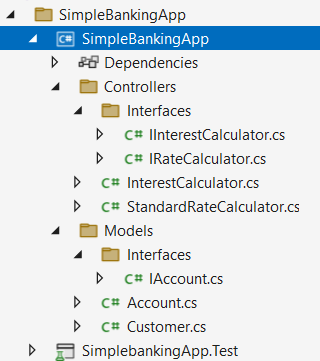 SimpleBankingApp
C# SimpleBankingApp
Dependencies
Controllers
Interfaces
C# IInterestCalculator.cs
C# IRateCalculator.cs
C# InterestCalculator.cs
C# StandardRateCalculator.cs
Models
Interfaces
C# IAccount.cs
C# Account.cs
C# Customer.cs
SimplebankingApp.Test